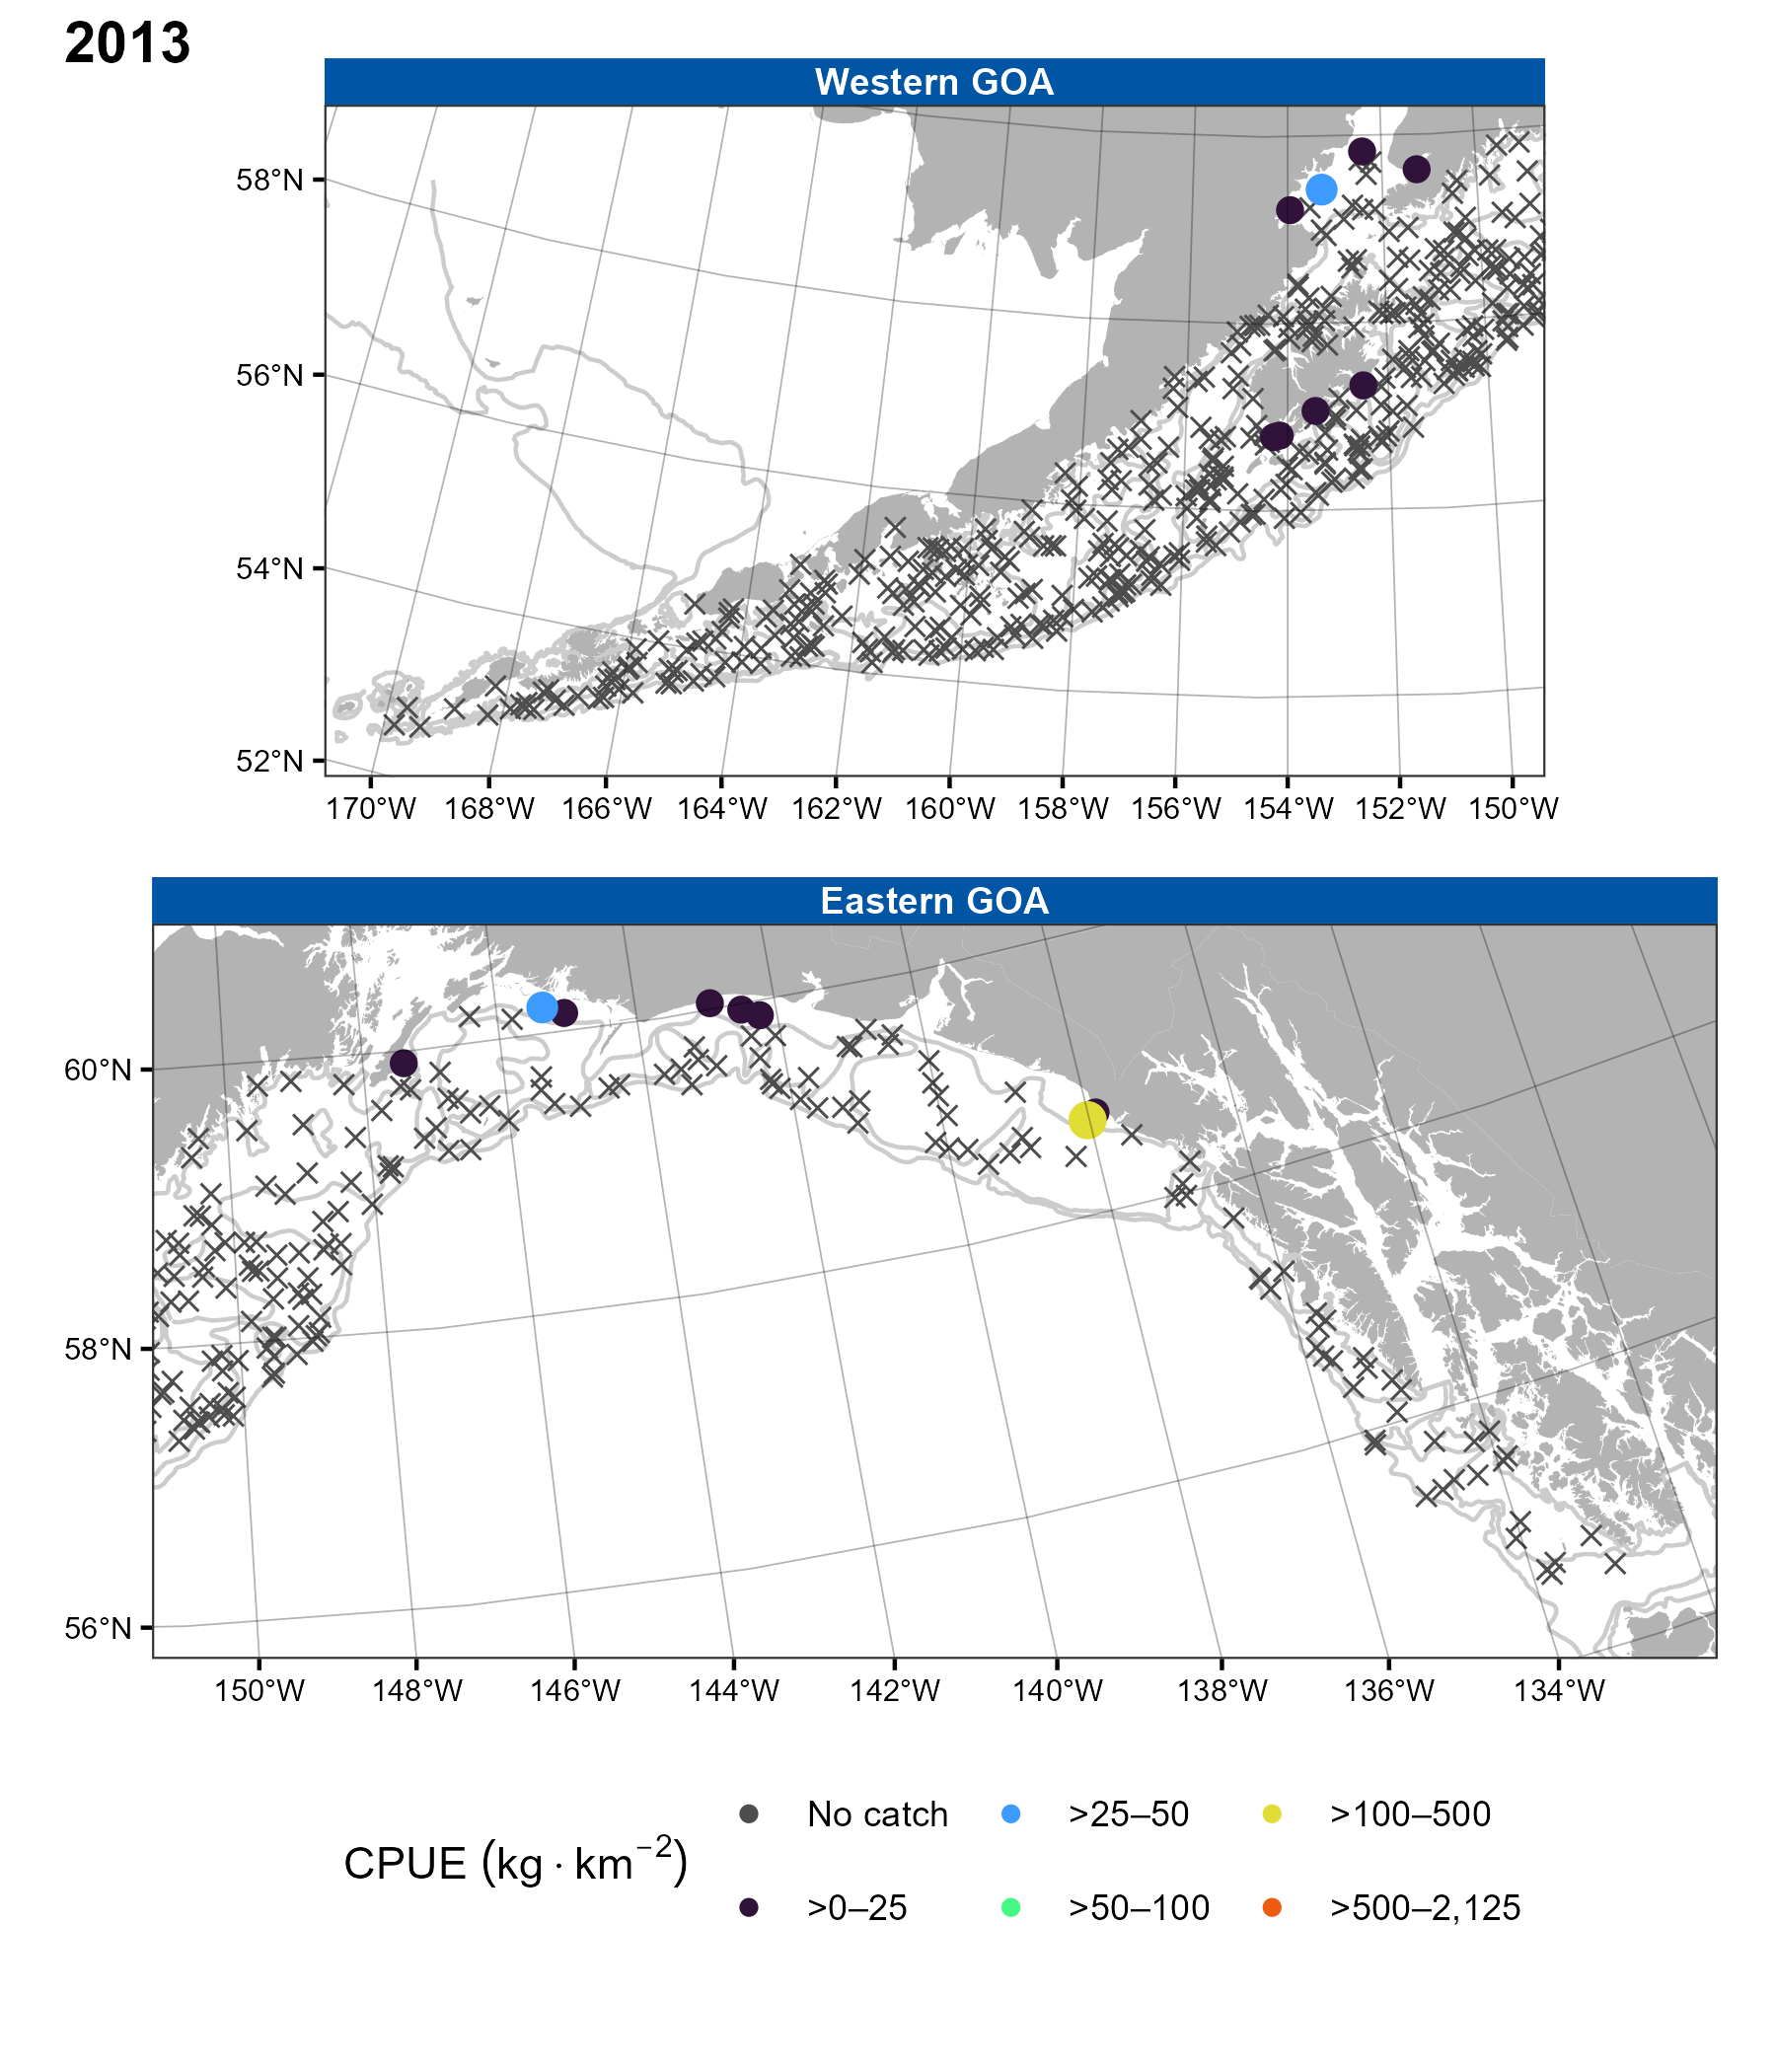 2013
Western GOA
58°N
56°N
54°N
52°N
170°W 168°W 166°W 164°W 162°W 160°W 158°W 156°W 154°W 152°W 150°W
Eastern GOA
60°N
58°N
56°N
150°W 148°W 146°W 144°W 142°W 140°W 138°W 136°W 134°W
CPUE (kg · km⁻²)
No catch >25–50 >100–500
>0–25 >50–100 >500–2,125